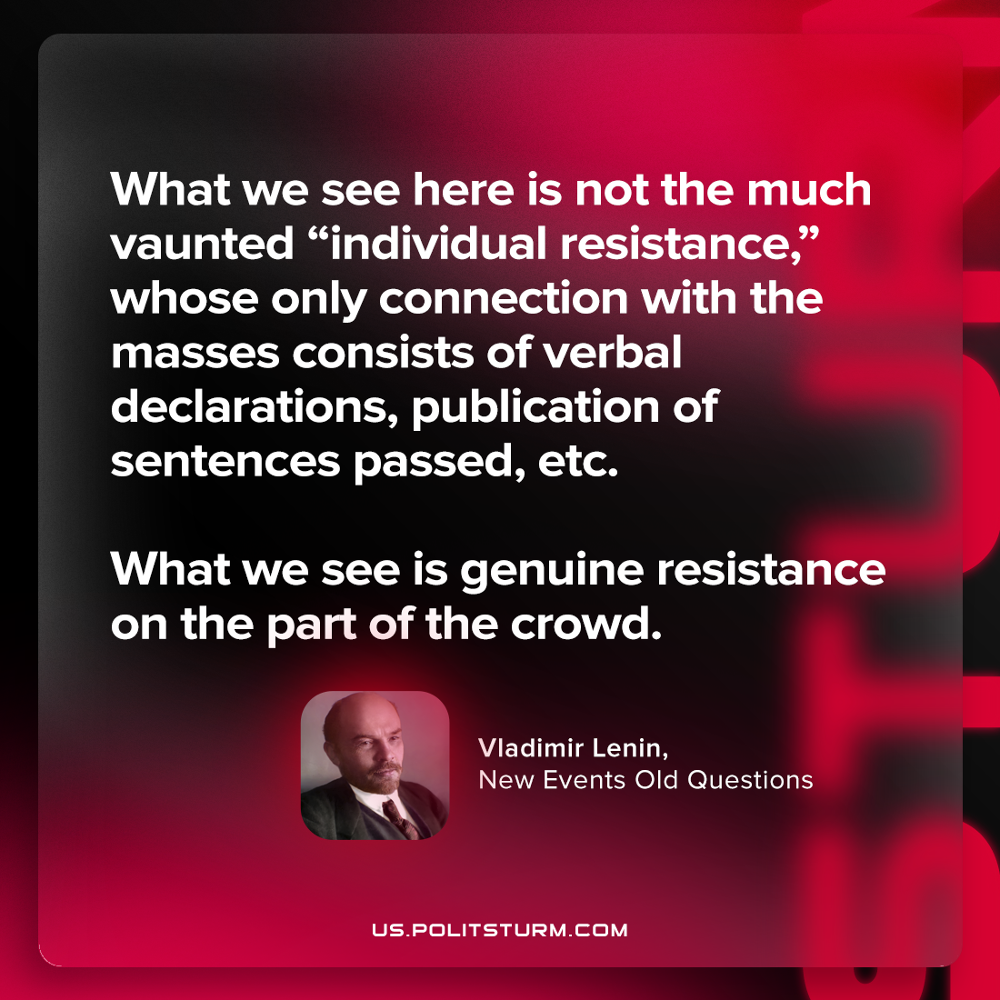 What we see here is not the much
vaunted “individual resistance,”
whose only connection with the
masses consists of verbal
declarations, publication of
sentences passed, etc.
What we see is genuine resistance
on the part of the crowd.
Vladimir Lenin,
New Events Old Questions
US.POLITSTURM.COM